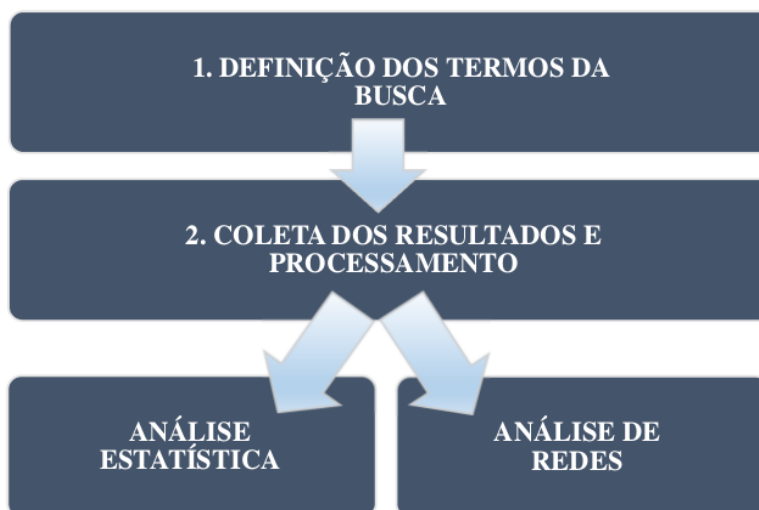 1. DEFINIÇÃO DOS TERMOS DA
BUSCA
2. COLETA DOS RESULTADOS E
PROCESSAMENTO
ANÁLISE
ESTATÍSTICA
ANÁLISE DE
REDES